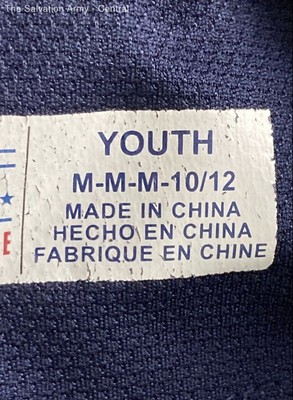 The Salvation Army - Central
YOUTH
M-M-M-10/12
MADE IN CHINA
HECHO EN CHINA
FABRIQUE EN CHINE
E